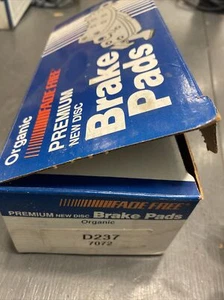 Organic
FADE FREE
PREMIUM
NEW DISC
Brake
Pads
FADE FREE
PREMIUM NEW DISC Brake Pads
Organic
D237
7072